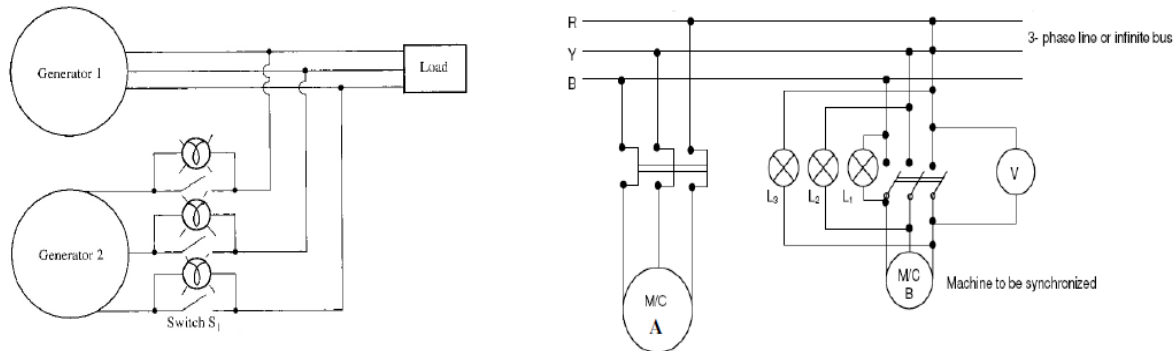 Generator 1
Load
Generator 2
Switch S₁
R
Y
B
3- phase line or infinite bus
L₃
L₂
L₁
V
M/C
A
M/C
B
Machine to be synchronized